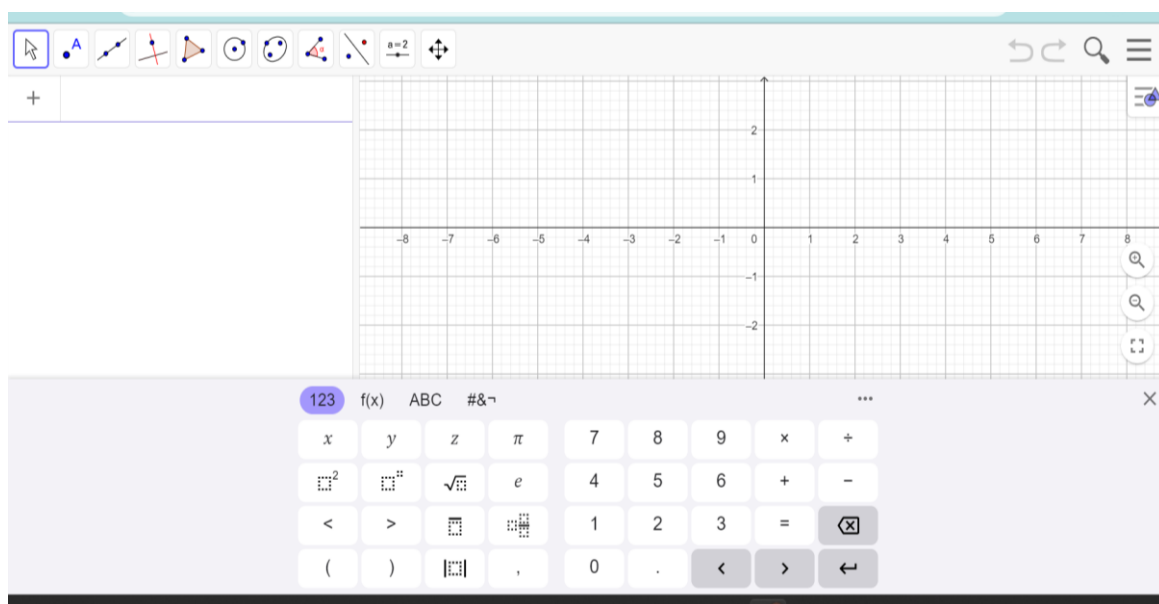 A
a=2
+
2
1
–8 –7 –6 –5 –4 –3 –2 –1 0 1 2 3 4 5 6 7 8
–1
–2
123 f(x) ABC #&¬ ...
x y z π 7 8 9 × ÷
2 √ e 4 5 6 + −
< > 1 2 3 =
( ) | | , 0 . < >